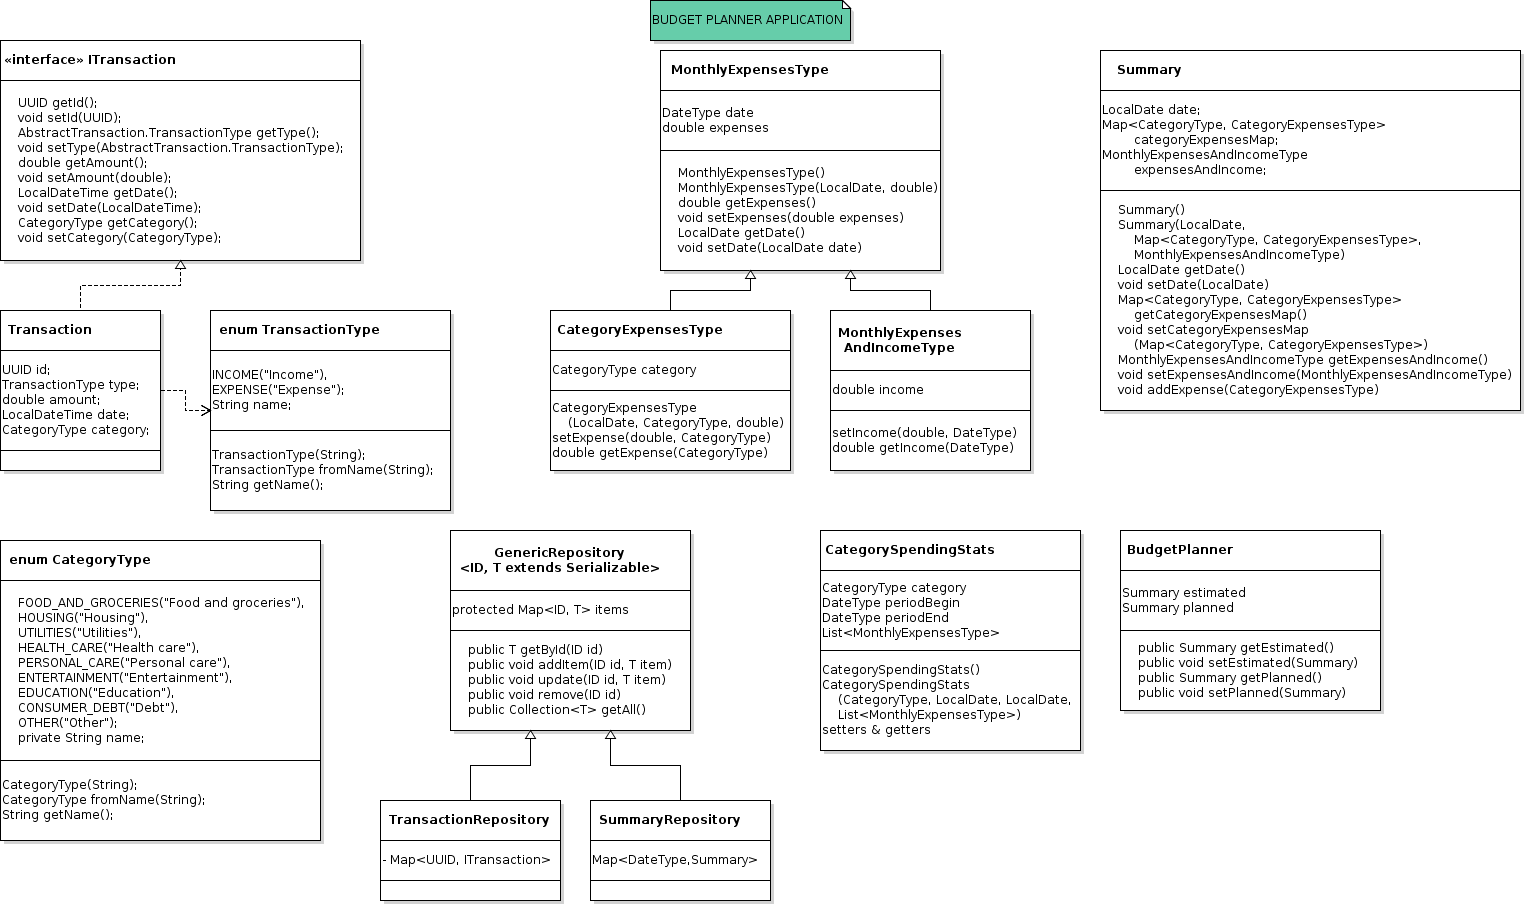 BUDGET PLANNER APPLICATION
«interface» ITransaction
UUID getId();
void setId(UUID);
AbstractTransaction.TransactionType getType();
void setType(AbstractTransaction.TransactionType);
double getAmount();
void setAmount(double);
LocalDateTime getDate();
void setDate(LocalDateTime);
CategoryType getCategory();
void setCategory(CategoryType);
MonthlyExpensesType
DateType date
double expenses
MonthlyExpensesType()
MonthlyExpensesType(LocalDate, double)
double getExpenses()
void setExpenses(double expenses)
LocalDate getDate()
void setDate(LocalDate date)
Summary
LocalDate date;
Map<CategoryType, CategoryExpensesType>
categoryExpensesMap;
MonthlyExpensesAndIncomeType
expensesAndIncome;
Summary()
Summary(LocalDate,
Map<CategoryType, CategoryExpensesType>,
MonthlyExpensesAndIncomeType)
LocalDate getDate()
void setDate(LocalDate)
Map<CategoryType, CategoryExpensesType>
getCategoryExpensesMap()
void setCategoryExpensesMap
(Map<CategoryType, CategoryExpensesType>)
MonthlyExpensesAndIncomeType getExpensesAndIncome()
void setExpensesAndIncome(MonthlyExpensesAndIncomeType)
void addExpense(CategoryExpensesType)
Transaction
UUID id;
TransactionType type;
double amount;
LocalDateTime date;
CategoryType category;
enum TransactionType
INCOME("Income"),
EXPENSE("Expense");
String name;
TransactionType(String);
TransactionType fromName(String);
String getName();
CategoryExpensesType
CategoryType category
CategoryExpensesType
(LocalDate, CategoryType, double)
setExpense(double, CategoryType)
double getExpense(CategoryType)
MonthlyExpenses
AndIncomeType
double income
setIncome(double, DateType)
double getIncome(DateType)
enum CategoryType
FOOD_AND_GROCERIES("Food and groceries"),
HOUSING("Housing"),
UTILITIES("Utilities"),
HEALTH_CARE("Health care"),
PERSONAL_CARE("Personal care"),
ENTERTAINMENT("Entertainment"),
EDUCATION("Education"),
CONSUMER_DEBT("Debt"),
OTHER("Other");
private String name;
CategoryType(String);
CategoryType fromName(String);
String getName();
GenericRepository
<ID, T extends Serializable>
protected Map<ID, T> items
public T getById(ID id)
public void addItem(ID id, T item)
public void update(ID id, T item)
public void remove(ID id)
public Collection<T> getAll()
CategorySpendingStats
CategoryType category
DateType periodBegin
DateType periodEnd
List<MonthlyExpensesType>
CategorySpendingStats()
CategorySpendingStats
(CategoryType, LocalDate, LocalDate,
List<MonthlyExpensesType>)
setters & getters
BudgetPlanner
Summary estimated
Summary planned
public Summary getEstimated()
public void setEstimated(Summary)
public Summary getPlanned()
public void setPlanned(Summary)
TransactionRepository
- Map<UUID, ITransaction>
SummaryRepository
Map<DateType,Summary>